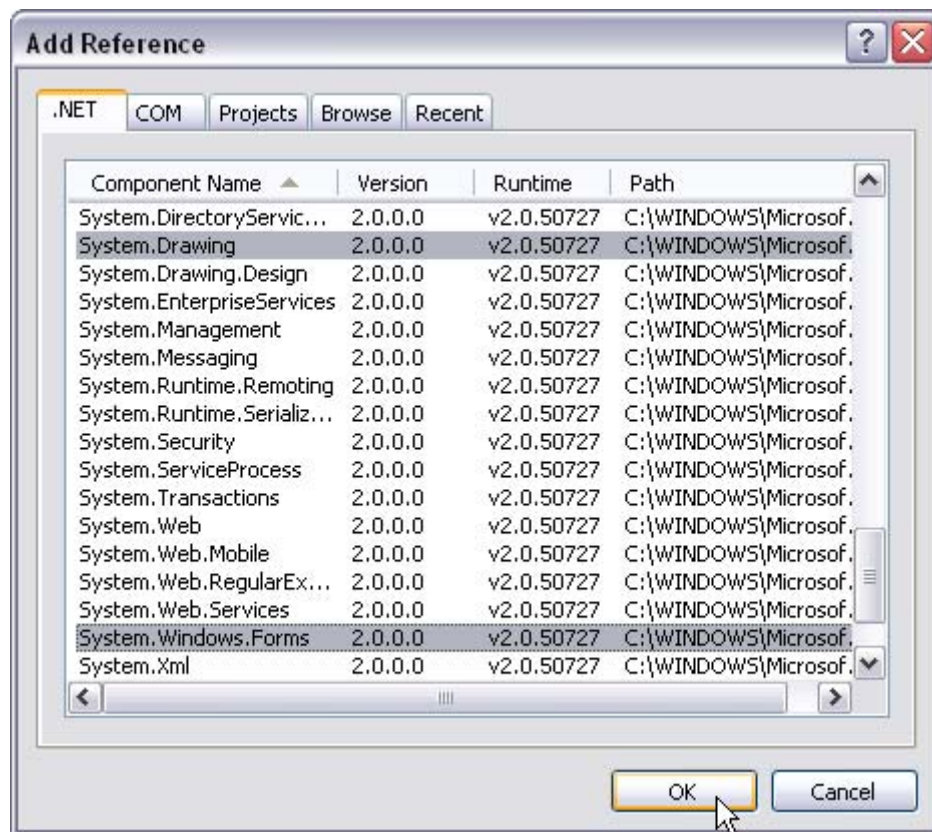 Add Reference
.NET COM Projects Browse Recent
Component Name Version Runtime Path
System.DirectoryServic... 2.0.0.0 v2.0.50727 C:\WINDOWS\Microsof.
System.Drawing 2.0.0.0 v2.0.50727 C:\WINDOWS\Microsof.
System.Drawing.Design 2.0.0.0 v2.0.50727 C:\WINDOWS\Microsof.
System.EnterpriseServices 2.0.0.0 v2.0.50727 C:\WINDOWS\Microsof.
System.Management 2.0.0.0 v2.0.50727 C:\WINDOWS\Microsof.
System.Messaging 2.0.0.0 v2.0.50727 C:\WINDOWS\Microsof.
System.Runtime.Remoting 2.0.0.0 v2.0.50727 C:\WINDOWS\Microsof.
System.Runtime.Serializ... 2.0.0.0 v2.0.50727 C:\WINDOWS\Microsof.
System.Security 2.0.0.0 v2.0.50727 C:\WINDOWS\Microsof.
System.ServiceProcess 2.0.0.0 v2.0.50727 C:\WINDOWS\Microsof.
System.Transactions 2.0.0.0 v2.0.50727 C:\WINDOWS\Microsof.
System.Web 2.0.0.0 v2.0.50727 C:\WINDOWS\Microsof.
System.Web.Mobile 2.0.0.0 v2.0.50727 C:\WINDOWS\Microsof.
System.Web.RegularEx... 2.0.0.0 v2.0.50727 C:\WINDOWS\Microsof.
System.Web.Services 2.0.0.0 v2.0.50727 C:\WINDOWS\Microsof.
System.Windows.Forms 2.0.0.0 v2.0.50727 C:\WINDOWS\Microsof.
System.Xml 2.0.0.0 v2.0.50727 C:\WINDOWS\Microsof.
OK Cancel